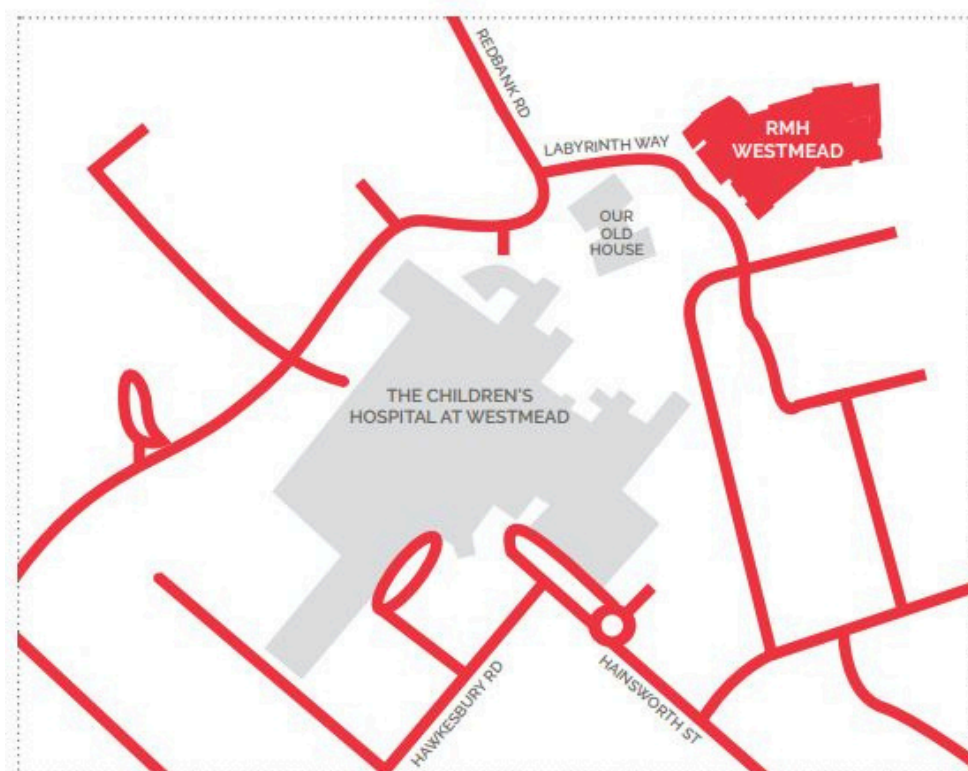 REDBANK RD
LABYRINTH WAY
RMH
WESTMEAD
OUR
OLD
HOUSE
THE CHILDREN'S
HOSPITAL AT WESTMEAD
HAWKESBURY RD
HAINSWORTH ST